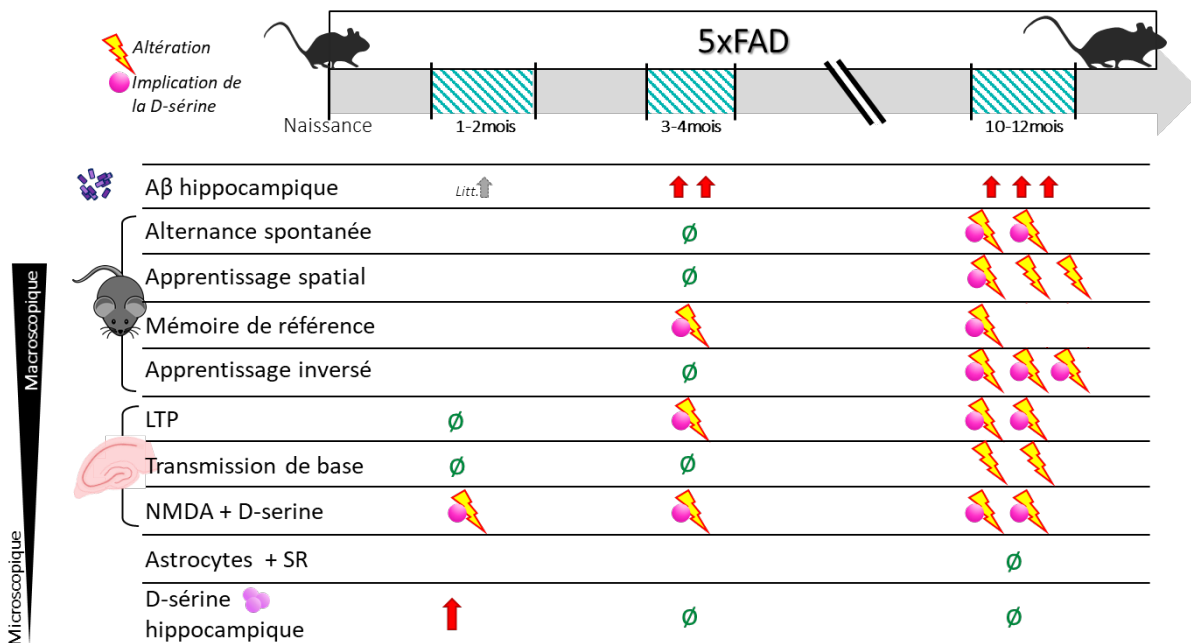 5xFAD
Altération
Implication de
la D-sérine
Naissance
1-2mois
3-4mois
10-12mois
Aβ hippocampique
Litt.
Alternance spontanée
ø
Apprentissage spatial
ø
Mémoire de référence
Apprentissage inversé
ø
LTP
ø
Transmission de base
ø
ø
NMDA + D-serine
Astrocytes + SR
ø
D-sérine
hippocampique
ø
ø
Macroscopique
Microscopique